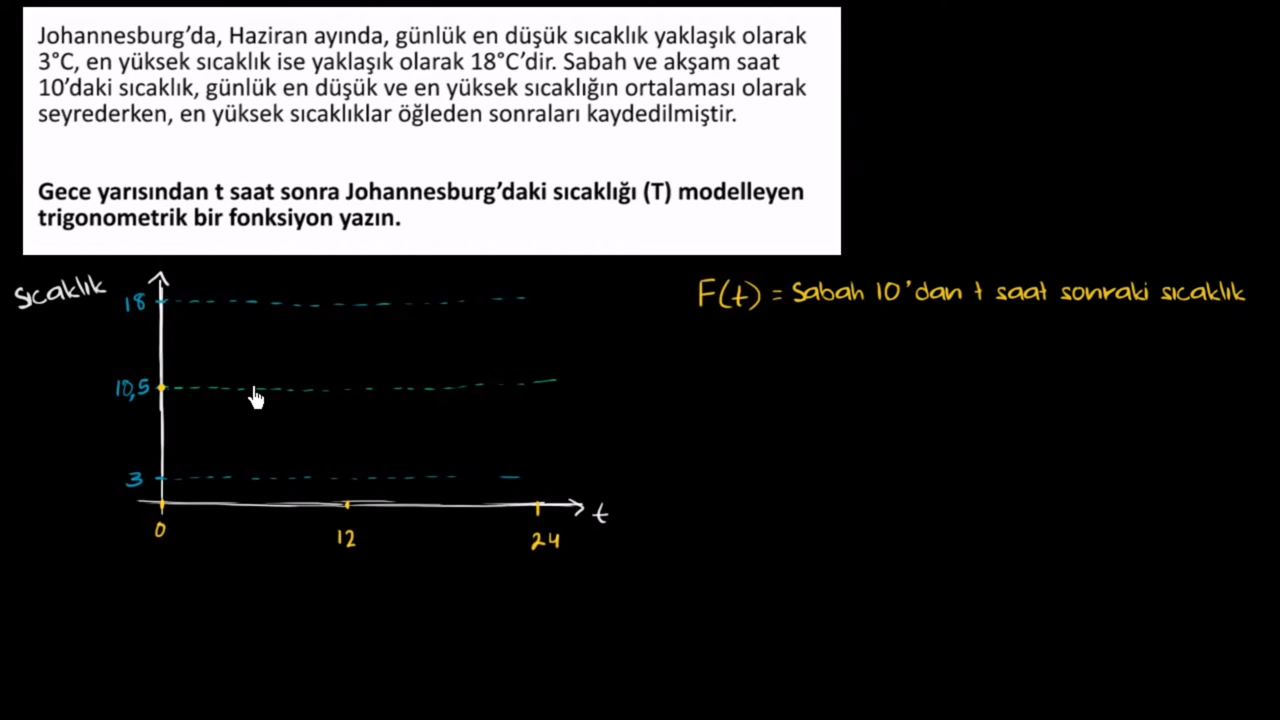 Johannesburg’da, Haziran ayında, günlük en düşük sıcaklık yaklaşık olarak
3°C, en yüksek sıcaklık ise yaklaşık olarak 18°C’dir. Sabah ve akşam saat
10’daki sıcaklık, günlük en düşük ve en yüksek sıcaklığın ortalaması olarak
seyrederken, en yüksek sıcaklıklar öğleden sonraları kaydedilmiştir.
Gece yarısından t saat sonra Johannesburg’daki sıcaklığı (T) modelleyen
trigonometrik bir fonksiyon yazın.
Sıcaklık
18
F(t) = Sabah 10'dan t saat sonraki sıcaklık
10,5
3
t
0
12
24